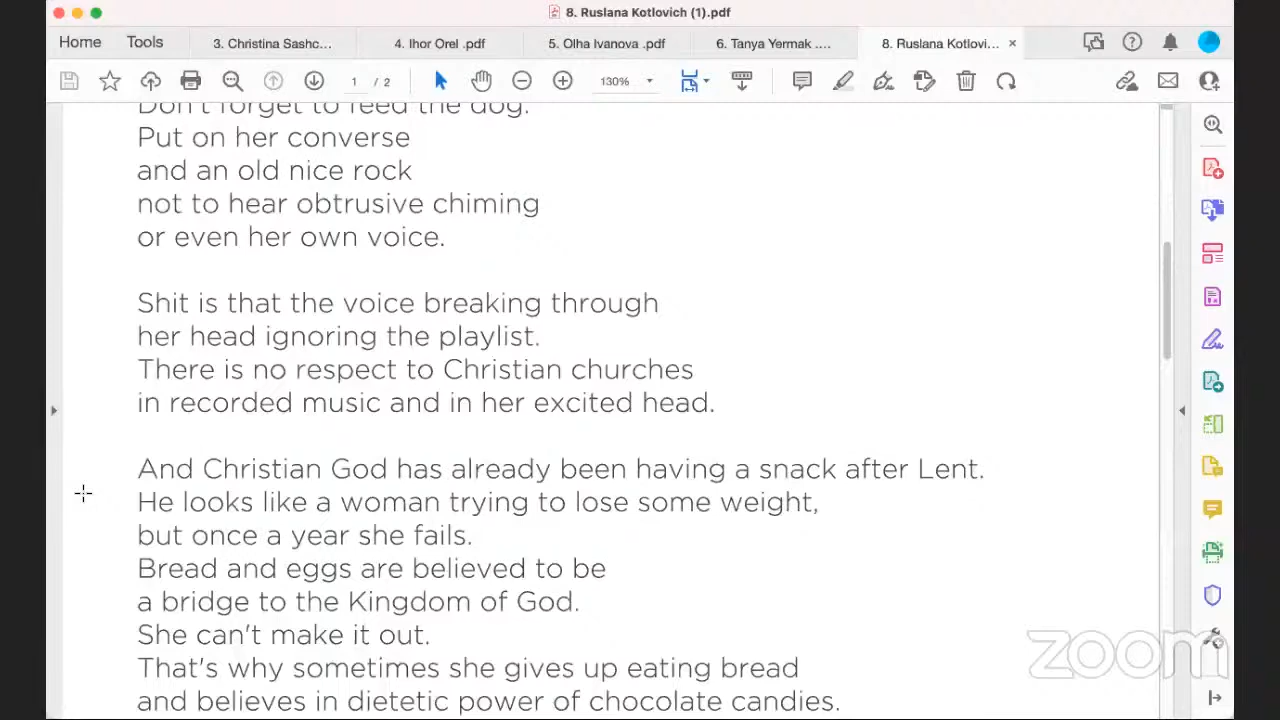 8. Ruslana Kotlovich (1).pdf
Home Tools 3. Christina Sashc... 4. Ihor Orel .pdf 5. Olha Ivanova .pdf 6. Tanya Yermak .... 8. Ruslana Kotlovi... ×
1 / 2 130%
Don't forget to feed the dog.
Put on her converse
and an old nice rock
not to hear obtrusive chiming
or even her own voice.
Shit is that the voice breaking through
her head ignoring the playlist.
There is no respect to Christian churches
in recorded music and in her excited head.
And Christian God has already been having a snack after Lent.
He looks like a woman trying to lose some weight,
but once a year she fails.
Bread and eggs are believed to be
a bridge to the Kingdom of God.
She can't make it out.
That's why sometimes she gives up eating bread
and believes in dietetic power of chocolate candies.
zoom